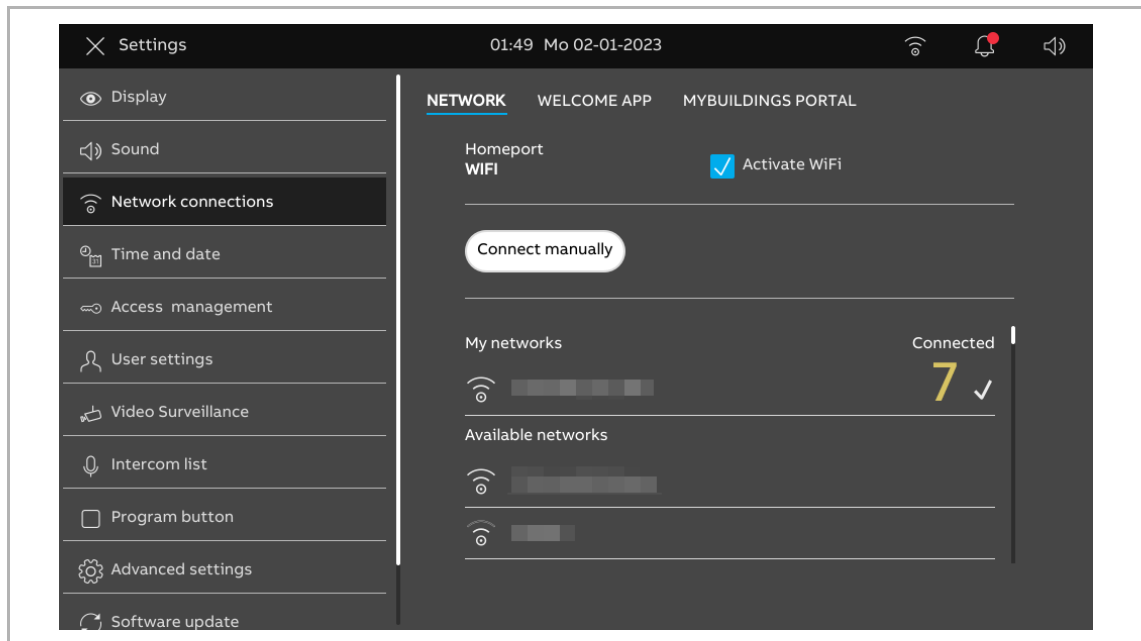 Settings
01:49 Mo 02-01-2023
Display
Sound
Network connections
Time and date
Access management
User settings
Video Surveillance
Intercom list
Program button
Advanced settings
Software update
NETWORK WELCOME APP MYBUILDINGS PORTAL
Homeport
WIFI
Activate WiFi
Connect manually
My networks Connected
7
Available networks